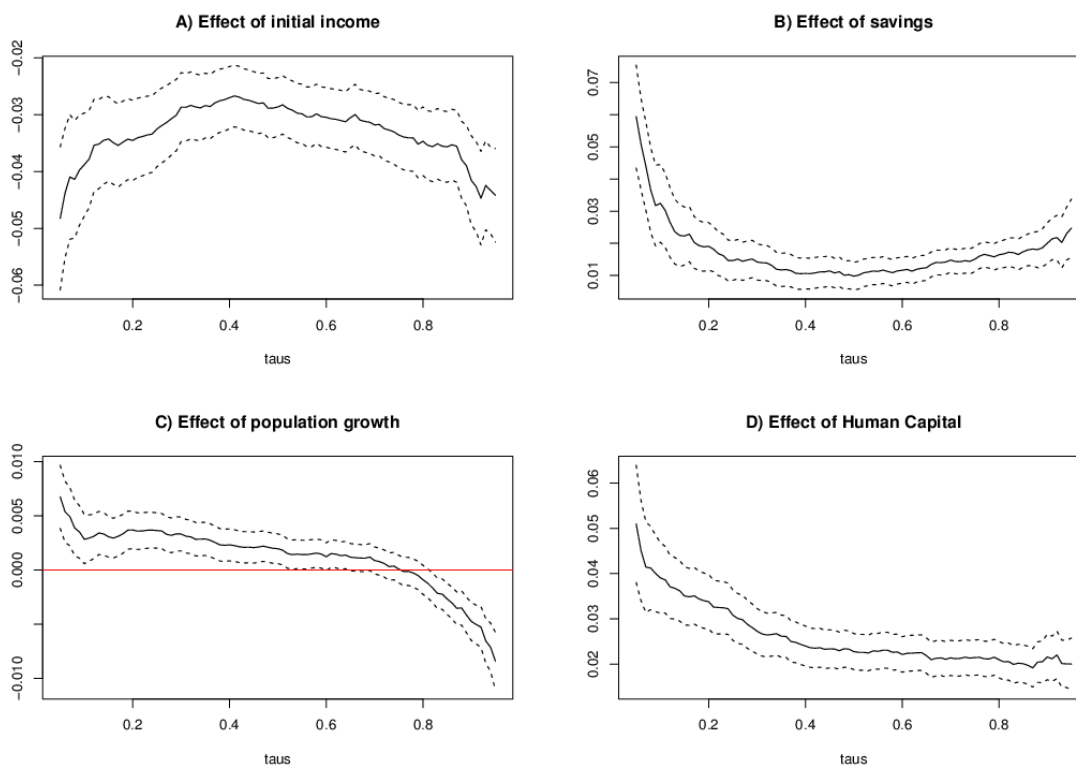 A) Effect of initial income
−0.02
−0.03
−0.04
−0.05
−0.06
0.2 0.4 0.6 0.8
taus
B) Effect of savings
0.07
0.05
0.03
0.01
0.2 0.4 0.6 0.8
taus
C) Effect of population growth
0.010
0.005
0.000
−0.010
0.2 0.4 0.6 0.8
taus
D) Effect of Human Capital
0.06
0.05
0.04
0.03
0.02
0.2 0.4 0.6 0.8
taus